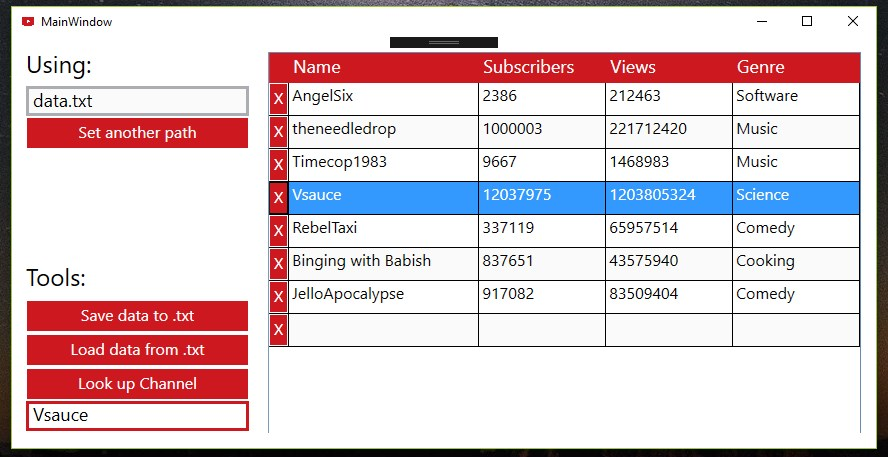 MainWindow
Using:
data.txt
Set another path
Tools:
Save data to .txt
Load data from .txt
Look up Channel
Vsauce
Name Subscribers Views Genre
X AngelSix 2386 212463 Software
X theneedledrop 1000003 221712420 Music
X Timecop1983 9667 1468983 Music
X Vsauce 12037975 1203805324 Science
X RebelTaxi 337119 65957514 Comedy
X Binging with Babish 837651 43575940 Cooking
X JelloApocalypse 917082 83509404 Comedy
X